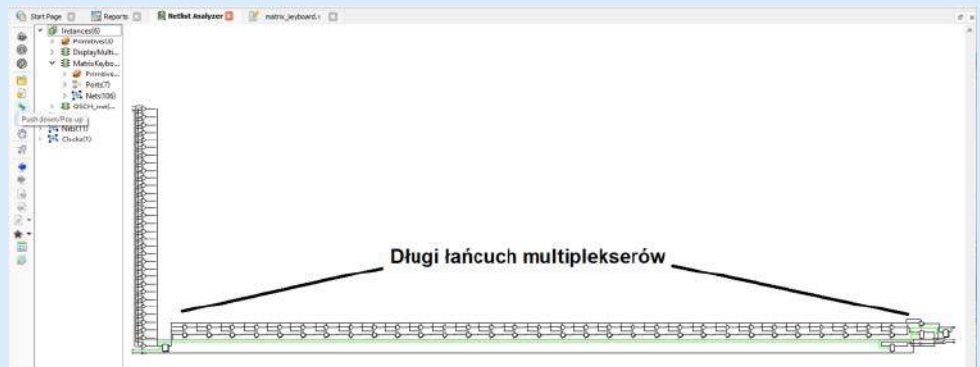 Start Page
Reports
Netlist Analyzer
matrix_keyboard.v
Instances(6)
Primitives(3)
DisplayMulti...
MatrixKeybo...
Primitive...
Ports(7)
Nets(106)
OSCH_inst(...
Push down/Pop up
Nets(11)
Clocks(1)
Długi łańcuch multiplekserów